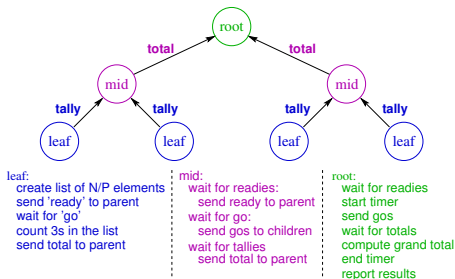 root
total total
mid mid
tally tally tally tally
leaf leaf leaf leaf
leaf:
create list of N/P elements
send 'ready' to parent
wait for 'go'
count 3s in the list
send total to parent
mid:
wait for readies:
send ready to parent
wait for go:
send gos to children
wait for tallies
send total to parent
root:
wait for readies
start timer
send gos
wait for totals
compute grand total
end timer
report results